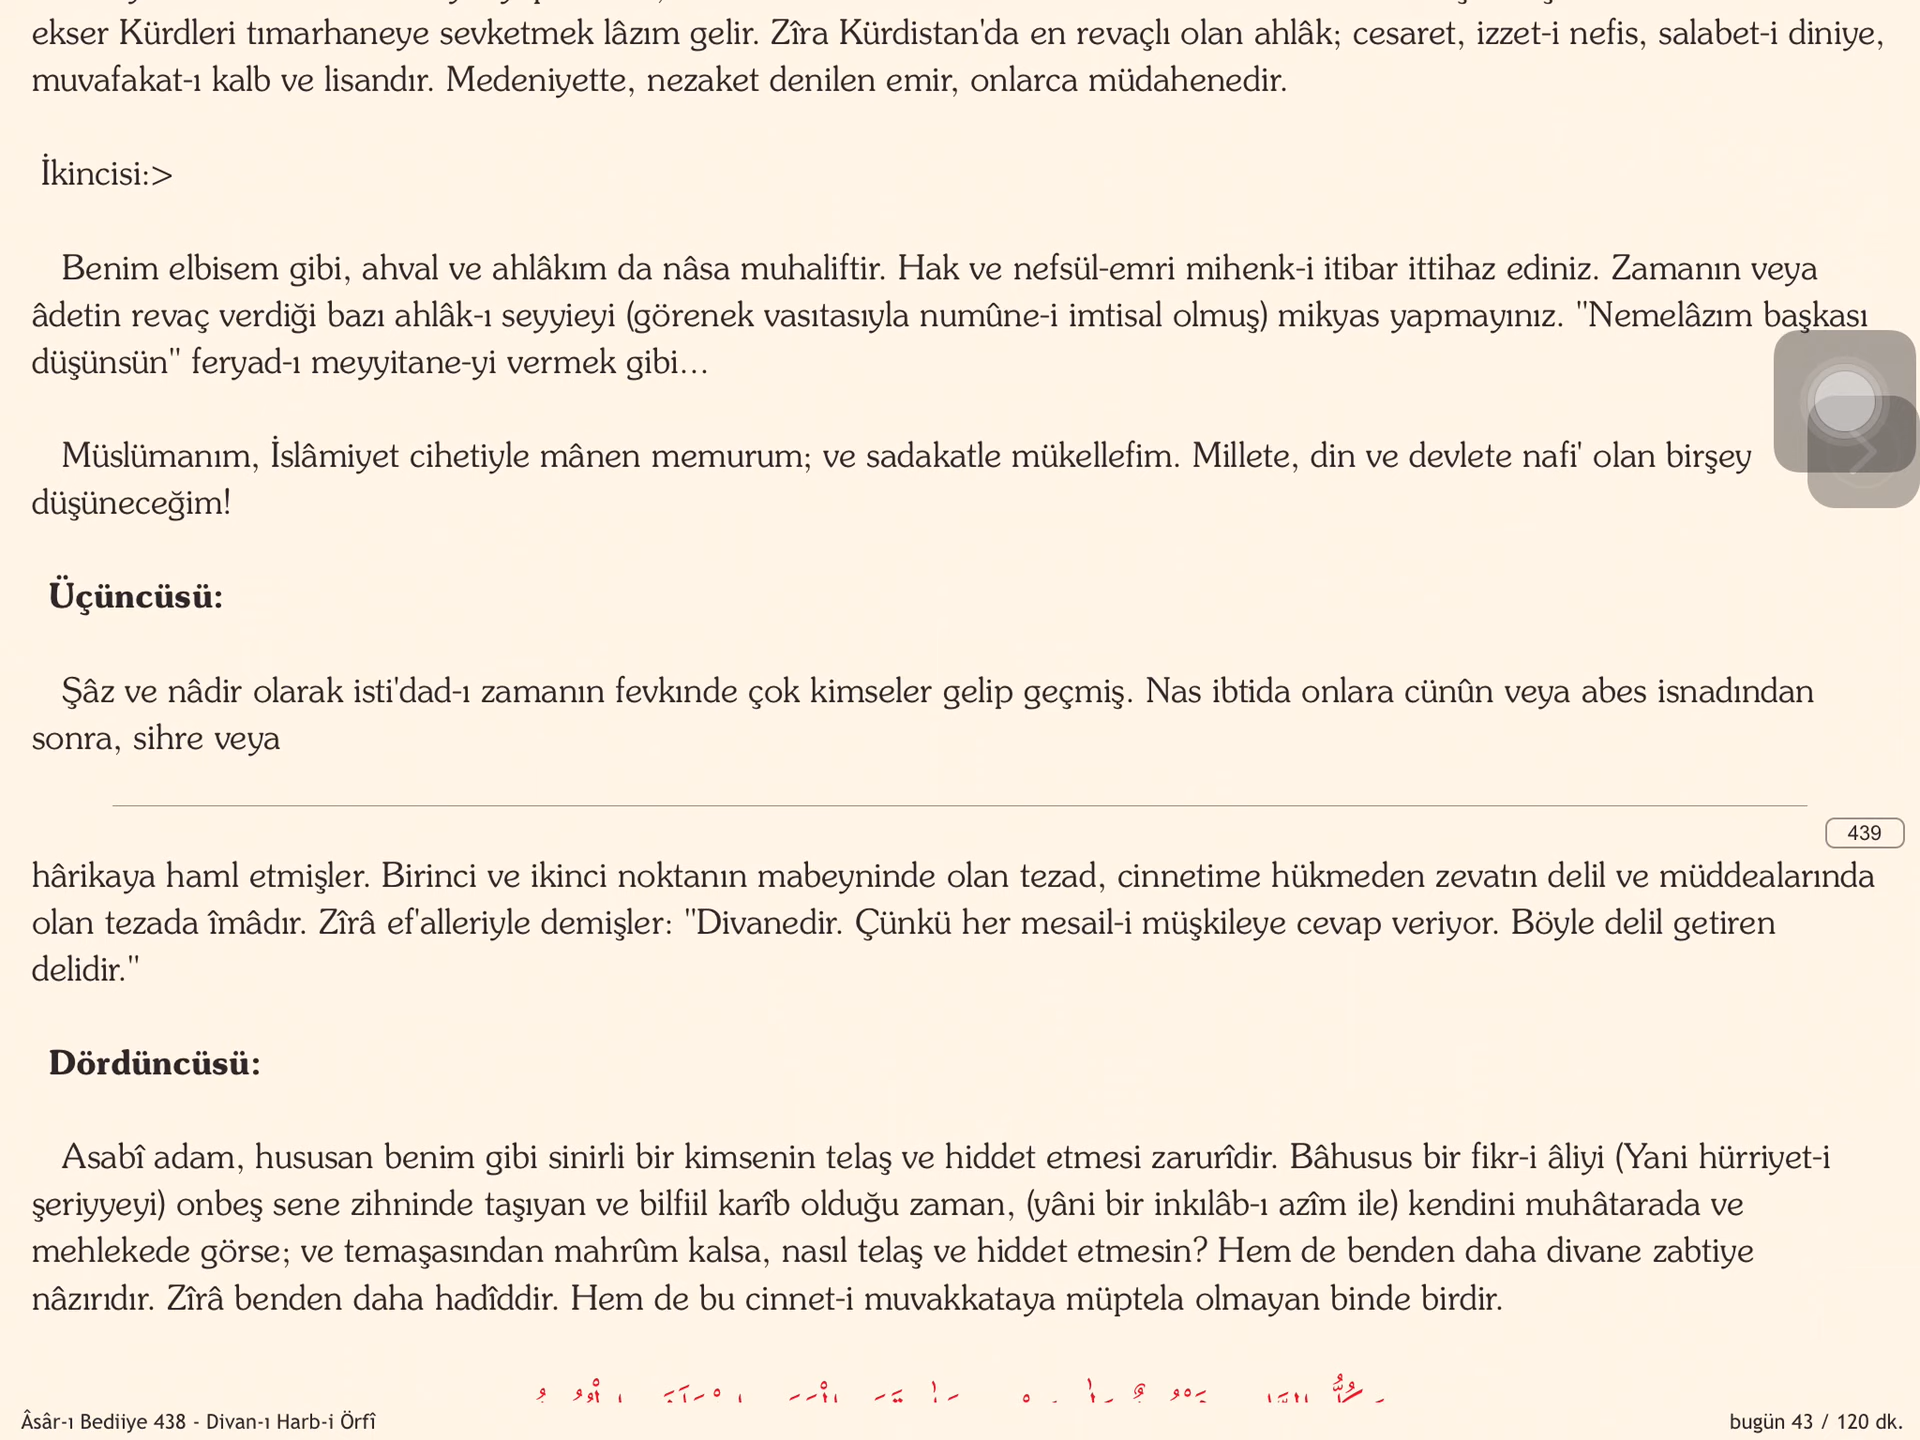 ekser Kürdleri tımarhaneye sevketmek lâzım gelir. Zîra Kürdistan'da en revaçlı olan ahlâk; cesaret, izzet-i nefis, salabet-i diniye,
muvafakat-ı kalb ve lisandır. Medeniyette, nezaket denilen emir, onlarca müdahenedir.
İkincisi:>
Benim elbisem gibi, ahval ve ahlâkım da nâsa muhaliftir. Hak ve nefsül-emri mihenk-i itibar ittihaz ediniz. Zamanın veya
âdetin revaç verdiği bazı ahlâk-ı seyyieyi (görenek vasıtasıyla numûne-i imtisal olmuş) mikyas yapmayınız. "Nemelâzım başkası
düşünsün" feryad-ı meyyitane-yi vermek gibi...
Müslümanım, İslâmiyet cihetiyle mânen memurum; ve sadakatle mükellefim. Millete, din ve devlete nafi' olan birşey
düşüneceğim!
Üçüncüsü:
Şâz ve nâdir olarak isti'dad-ı zamanın fevkınde çok kimseler gelip geçmiş. Nas ibtida onlara cünûn veya abes isnadından
sonra, sihre veya
439
hârikaya haml etmişler. Birinci ve ikinci noktanın mabeyninde olan tezad, cinnetime hükmeden zevatın delil ve müddealarında
olan tezada îmâdır. Zîrâ ef'alleriyle demişler: "Divanedir. Çünkü her mesail-i müşkileye cevap veriyor. Böyle delil getiren
delidir."
Dördüncüsü:
Asabî adam, hususan benim gibi sinirli bir kimsenin telaş ve hiddet etmesi zarurîdir. Bâhusus bir fikr-i âliyi (Yani hürriyet-i
şeriyyeyi) onbeş sene zihninde taşıyan ve bilfiil karîb olduğu zaman, (yâni bir inkılâb-ı azîm ile) kendini muhâtarada ve
mehlekede görse; ve temaşasından mahrûm kalsa, nasıl telaş ve hiddet etmesin? Hem de benden daha divane zabtiye
nâzırıdır. Zîrâ benden daha hadîddir. Hem de bu cinnet-i muvakkataya müptela olmayan binde birdir.
Âsâr-ı Bediiye 438 - Divan-ı Harb-i Örfî
bugün 43 / 120 dk.